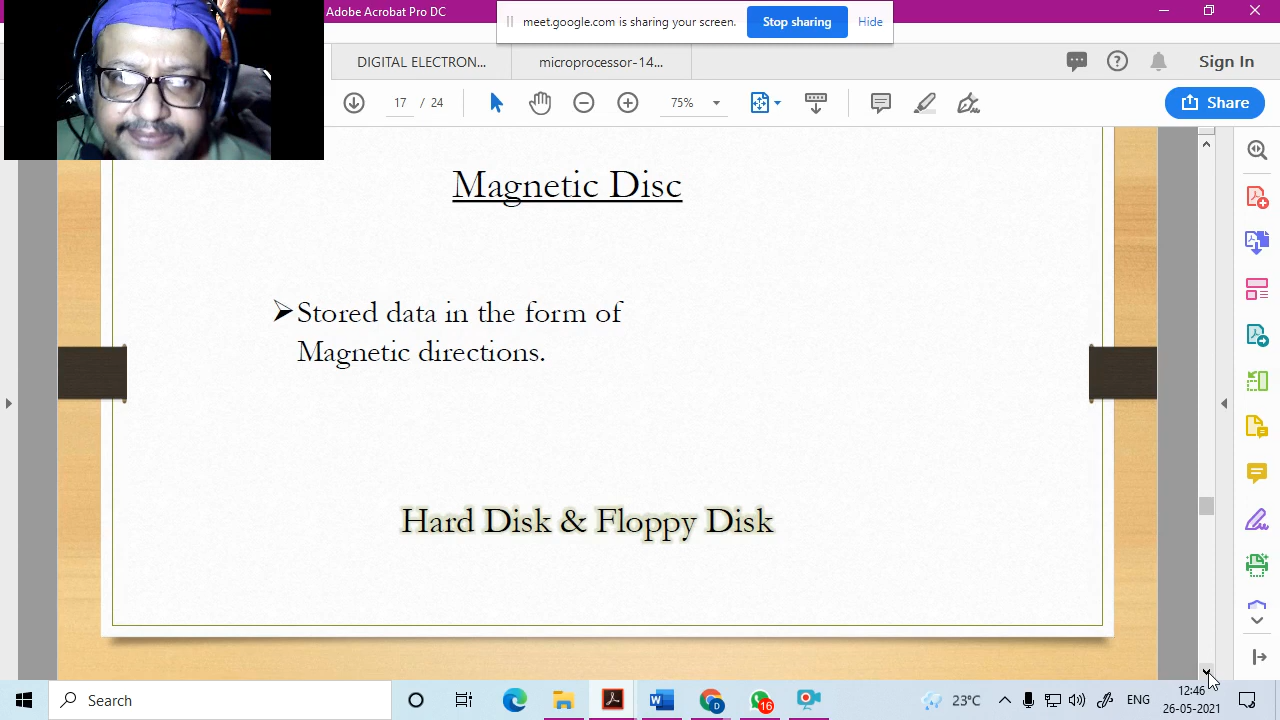 Adobe Acrobat Pro DC
meet.google.com is sharing your screen.
Stop sharing
Hide
DIGITAL ELECTRON...
microprocessor-14...
Sign In
17 / 24
75%
Share
Magnetic Disc
Stored data in the form of
Magnetic directions.
Hard Disk & Floppy Disk
Search
16
23°C
ENG
12:46
26-05-2021